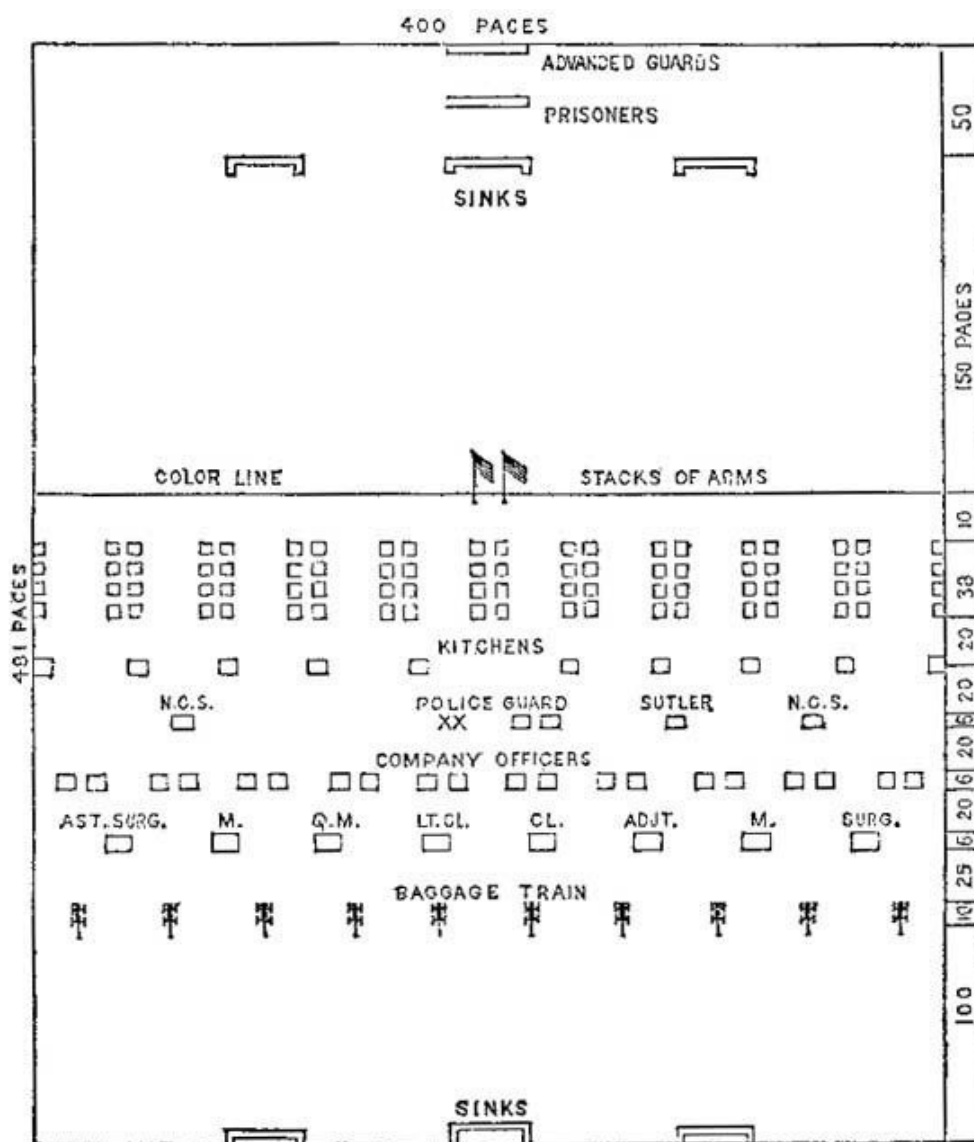 400 PACES
ADVANCED GUARDS
PRISONERS
50
SINKS
150 PACES
COLOR LINE
STACKS OF ARMS
10
481 PACES
38
KITCHENS
20
N.C.S.
POLICE GUARD
SUTLER
N.C.S.
20
XX
6
COMPANY OFFICERS
20
6
AST. SURG.
M.
Q.M.
LT. CL.
CL.
ADJT.
M.
SURG.
20
6
BAGGAGE TRAIN
25
10
100
SINKS